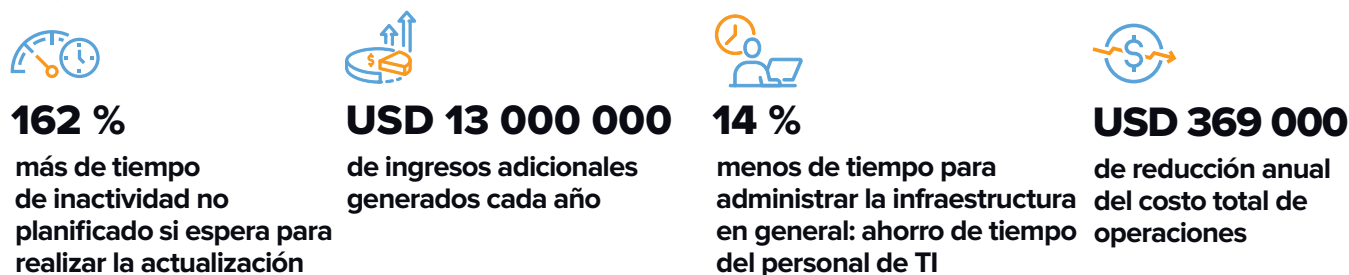 162 %
más de tiempo
de inactividad no
planificado si espera para
realizar la actualización
USD 13 000 000
de ingresos adicionales
generados cada año
14 %
menos de tiempo para
administrar la infraestructura
en general: ahorro de tiempo
del personal de TI
USD 369 000
de reducción anual
del costo total de
operaciones